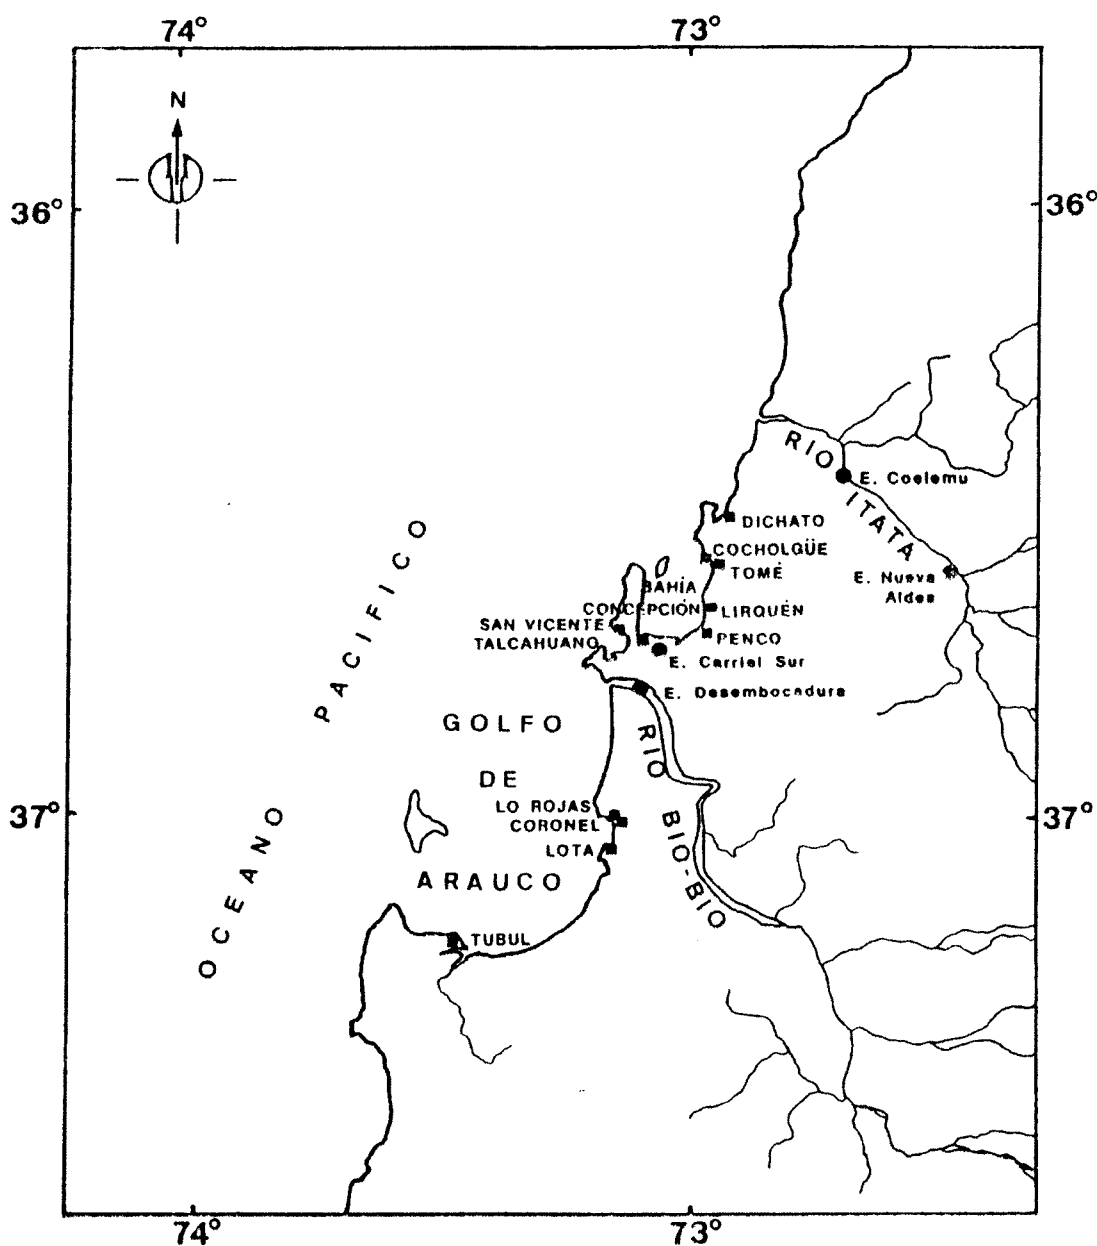 74°
73°
N
36°
36°
RIO
ITATA
E. Coelemu
DICHATO
COCHOLGÜE
TOMÉ
E. Nueva
Aldea
BAHÍA
CONCEPCIÓN
LIRQUÉN
SAN VICENTE
TALCAHUANO
PENCO
E. Carriel Sur
E. Desembocadura
OCEANO PACIFICO
GOLFO
DE
ARAUCO
RIO BIO-BIO
LO ROJAS
CORONEL
LOTA
37°
37°
TUBUL
74°
73°